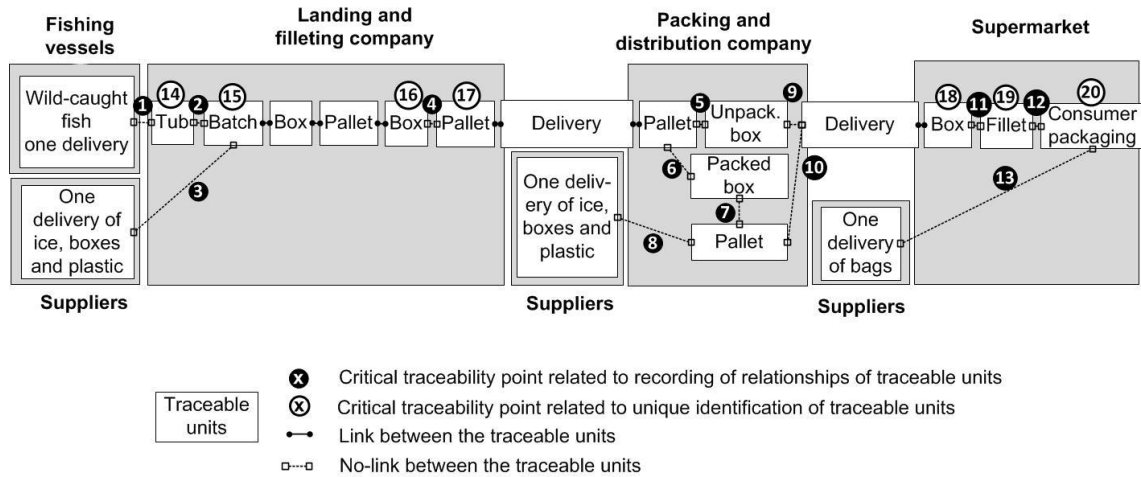 Fishing
vessels
Landing and
filleting company
Packing and
distribution company
Supermarket
Wild-caught
fish
one delivery
1
14
Tub
2
15
Batch
Box
Pallet
16
Box
4
17
Pallet
Delivery
Pallet
5
Unpack.
box
9
Delivery
18
Box
11
19
Fillet
12
20
Consumer
packaging
One
delivery of
ice, boxes
and plastic
3
One deliv-
ery of ice,
boxes and
plastic
6
Packed
box
10
7
8
Pallet
One
delivery
of bags
13
Suppliers
Suppliers
Suppliers
Traceable
units
x Critical traceability point related to recording of relationships of traceable units
x Critical traceability point related to unique identification of traceable units
Link between the traceable units
No-link between the traceable units